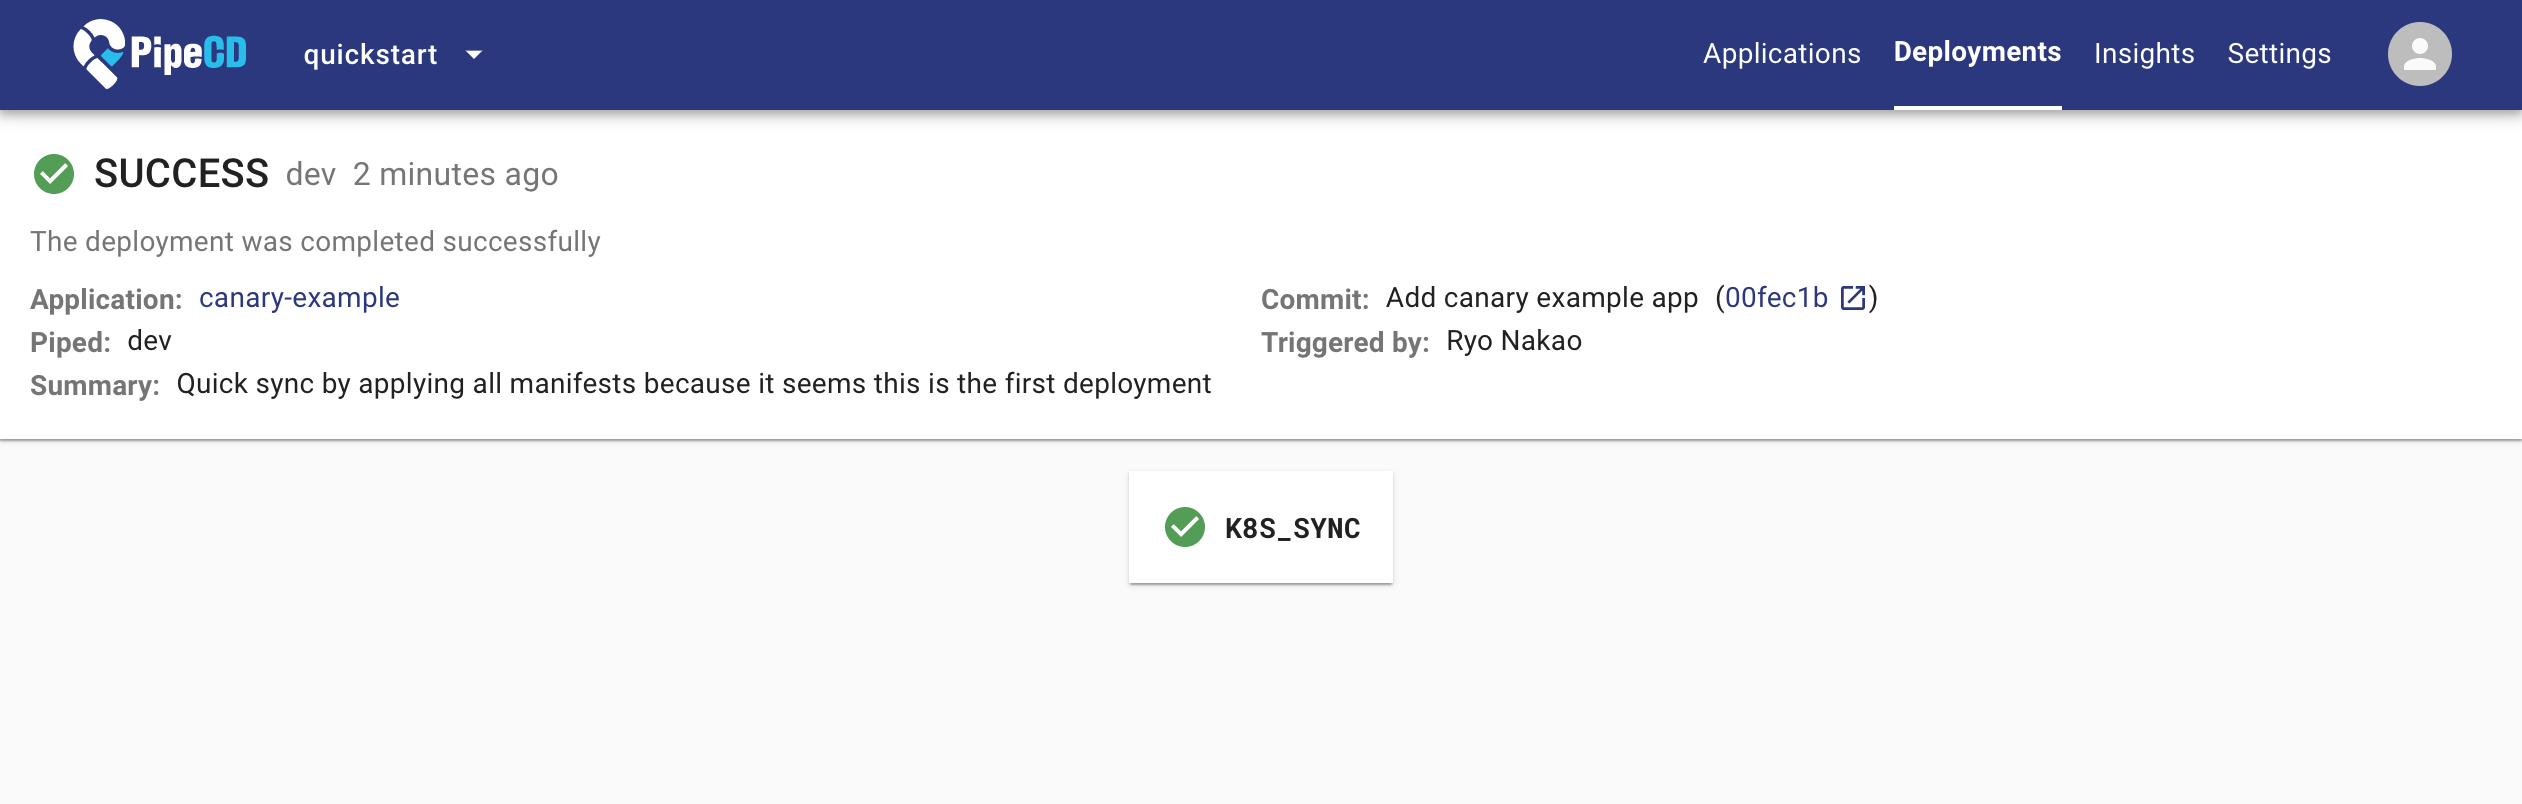 PipeCD quickstart Applications Deployments Insights Settings
SUCCESS dev 2 minutes ago
The deployment was completed successfully
Application: canary-example
Piped: dev
Summary: Quick sync by applying all manifests because it seems this is the first deployment
Commit: Add canary example app (00fec1b)
Triggered by: Ryo Nakao
K8S_SYNC